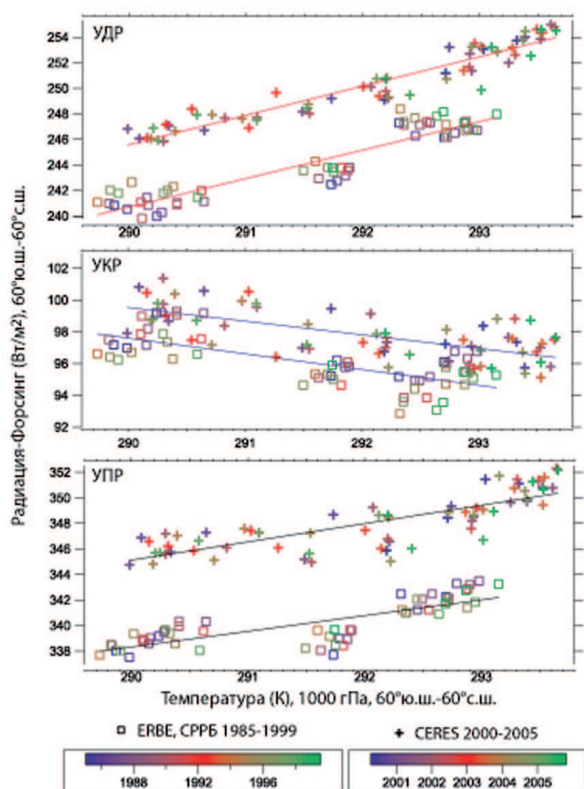 УДР
254
252
250
248
246
244
242
240
290 291 292 293
УКР
102
100
98
96
94
92
290 291 292 293
УПР
352
350
348
346
344
342
340
338
290 291 292 293
Радиация-Форсинг (Вт/м2), 60°ю.ш.-60°с.ш.
Температура (К), 1000 гПа, 60°ю.ш.-60°с.ш.
ERBE, СРРБ 1985-1999 CERES 2000-2005
1988 1992 1996 2001 2002 2003 2004 2005